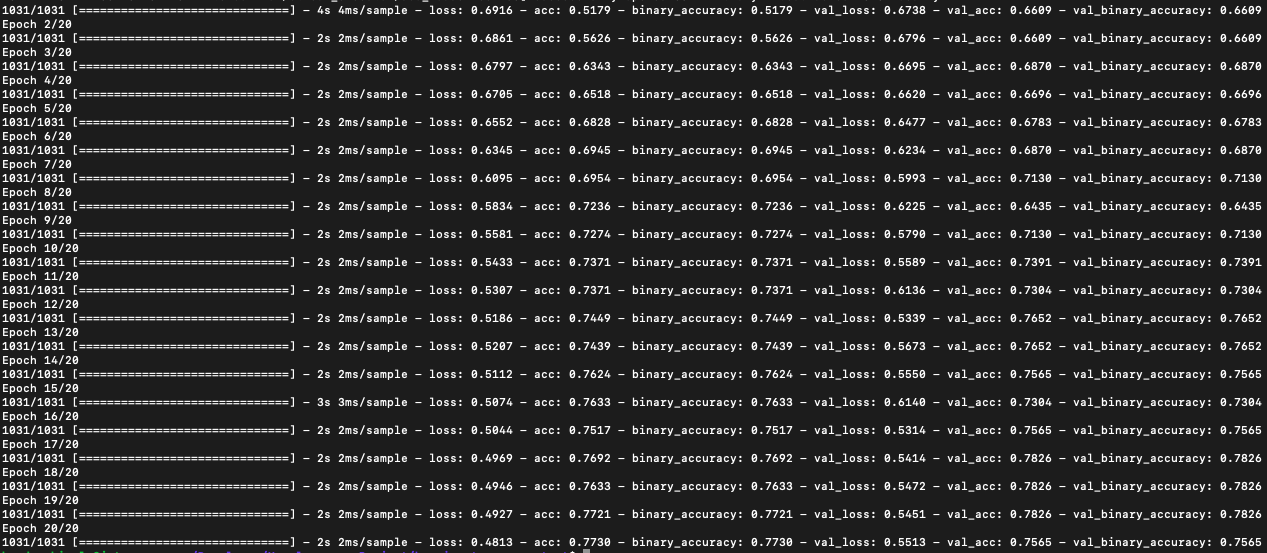 1031/1031 [==============================] - 4s 4ms/sample - loss: 0.6916 - acc: 0.5179 - binary_accuracy: 0.5179 - val_loss: 0.6738 - val_acc: 0.6609 - val_binary_accuracy: 0.6609
Epoch 2/20
1031/1031 [==============================] - 2s 2ms/sample - loss: 0.6861 - acc: 0.5626 - binary_accuracy: 0.5626 - val_loss: 0.6796 - val_acc: 0.6609 - val_binary_accuracy: 0.6609
Epoch 3/20
1031/1031 [==============================] - 2s 2ms/sample - loss: 0.6797 - acc: 0.6343 - binary_accuracy: 0.6343 - val_loss: 0.6695 - val_acc: 0.6870 - val_binary_accuracy: 0.6870
Epoch 4/20
1031/1031 [==============================] - 2s 2ms/sample - loss: 0.6705 - acc: 0.6518 - binary_accuracy: 0.6518 - val_loss: 0.6620 - val_acc: 0.6696 - val_binary_accuracy: 0.6696
Epoch 5/20
1031/1031 [==============================] - 2s 2ms/sample - loss: 0.6552 - acc: 0.6828 - binary_accuracy: 0.6828 - val_loss: 0.6477 - val_acc: 0.6783 - val_binary_accuracy: 0.6783
Epoch 6/20
1031/1031 [==============================] - 2s 2ms/sample - loss: 0.6345 - acc: 0.6945 - binary_accuracy: 0.6945 - val_loss: 0.6234 - val_acc: 0.6870 - val_binary_accuracy: 0.6870
Epoch 7/20
1031/1031 [==============================] - 2s 2ms/sample - loss: 0.6095 - acc: 0.6954 - binary_accuracy: 0.6954 - val_loss: 0.5993 - val_acc: 0.7130 - val_binary_accuracy: 0.7130
Epoch 8/20
1031/1031 [==============================] - 2s 2ms/sample - loss: 0.5834 - acc: 0.7236 - binary_accuracy: 0.7236 - val_loss: 0.6225 - val_acc: 0.6435 - val_binary_accuracy: 0.6435
Epoch 9/20
1031/1031 [==============================] - 2s 2ms/sample - loss: 0.5581 - acc: 0.7274 - binary_accuracy: 0.7274 - val_loss: 0.5790 - val_acc: 0.7130 - val_binary_accuracy: 0.7130
Epoch 10/20
1031/1031 [==============================] - 2s 2ms/sample - loss: 0.5433 - acc: 0.7371 - binary_accuracy: 0.7371 - val_loss: 0.5589 - val_acc: 0.7391 - val_binary_accuracy: 0.7391
Epoch 11/20
1031/1031 [==============================] - 2s 2ms/sample - loss: 0.5307 - acc: 0.7371 - binary_accuracy: 0.7371 - val_loss: 0.6136 - val_acc: 0.7304 - val_binary_accuracy: 0.7304
Epoch 12/20
1031/1031 [==============================] - 2s 2ms/sample - loss: 0.5186 - acc: 0.7449 - binary_accuracy: 0.7449 - val_loss: 0.5339 - val_acc: 0.7652 - val_binary_accuracy: 0.7652
Epoch 13/20
1031/1031 [==============================] - 2s 2ms/sample - loss: 0.5207 - acc: 0.7439 - binary_accuracy: 0.7439 - val_loss: 0.5673 - val_acc: 0.7652 - val_binary_accuracy: 0.7652
Epoch 14/20
1031/1031 [==============================] - 2s 2ms/sample - loss: 0.5112 - acc: 0.7624 - binary_accuracy: 0.7624 - val_loss: 0.5550 - val_acc: 0.7565 - val_binary_accuracy: 0.7565
Epoch 15/20
1031/1031 [==============================] - 3s 3ms/sample - loss: 0.5074 - acc: 0.7633 - binary_accuracy: 0.7633 - val_loss: 0.6140 - val_acc: 0.7304 - val_binary_accuracy: 0.7304
Epoch 16/20
1031/1031 [==============================] - 2s 2ms/sample - loss: 0.5044 - acc: 0.7517 - binary_accuracy: 0.7517 - val_loss: 0.5314 - val_acc: 0.7565 - val_binary_accuracy: 0.7565
Epoch 17/20
1031/1031 [==============================] - 2s 2ms/sample - loss: 0.4969 - acc: 0.7692 - binary_accuracy: 0.7692 - val_loss: 0.5414 - val_acc: 0.7826 - val_binary_accuracy: 0.7826
Epoch 18/20
1031/1031 [==============================] - 2s 2ms/sample - loss: 0.4946 - acc: 0.7633 - binary_accuracy: 0.7633 - val_loss: 0.5472 - val_acc: 0.7826 - val_binary_accuracy: 0.7826
Epoch 19/20
1031/1031 [==============================] - 2s 2ms/sample - loss: 0.4927 - acc: 0.7721 - binary_accuracy: 0.7721 - val_loss: 0.5451 - val_acc: 0.7826 - val_binary_accuracy: 0.7826
Epoch 20/20
1031/1031 [==============================] - 2s 2ms/sample - loss: 0.4813 - acc: 0.7730 - binary_accuracy: 0.7730 - val_loss: 0.5513 - val_acc: 0.7565 - val_binary_accuracy: 0.7565